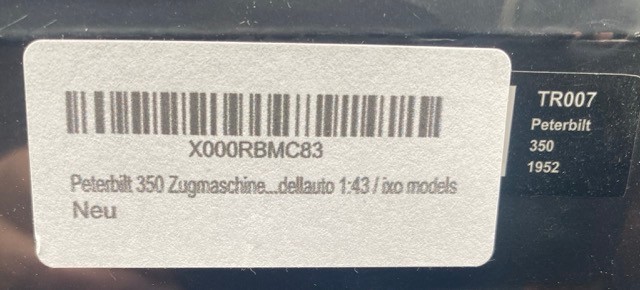 X000RBMC83
Peterbilt 350 Zugmaschine...dellauto 1:43 / ixo models
Neu
TR007
Peterbilt
350
1952